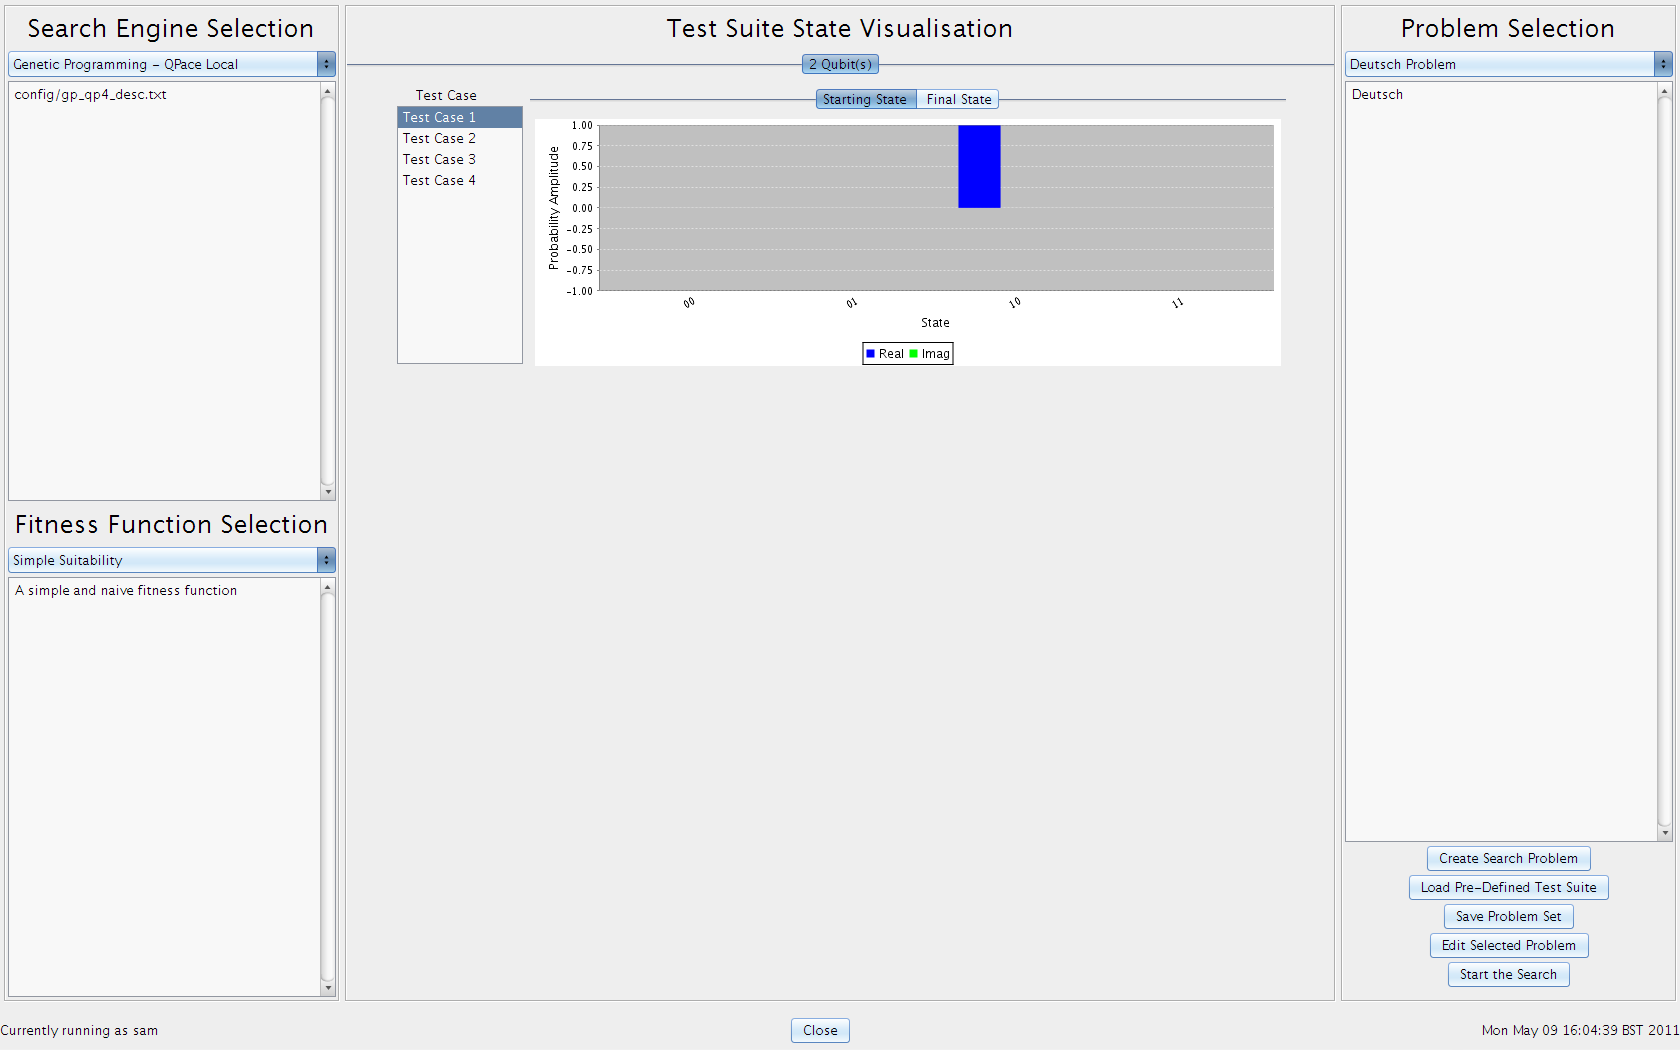 Search Engine Selection
Genetic Programming - QPace Local
config/gp_qp4_desc.txt
Fitness Function Selection
Simple Suitability
A simple and naive fitness function
Test Suite State Visualisation
2 Qubit(s)
Test Case
Test Case 1
Test Case 2
Test Case 3
Test Case 4
Starting State
Final State
Probability Amplitude
1.00
0.75
0.50
0.25
0.00
-0.25
-0.50
-0.75
-1.00
00
01
10
11
State
Real Imag
Problem Selection
Deutsch Problem
Deutsch
Create Search Problem
Load Pre-Defined Test Suite
Save Problem Set
Edit Selected Problem
Start the Search
Currently running as sam
Close
Mon May 09 16:04:39 BST 2011